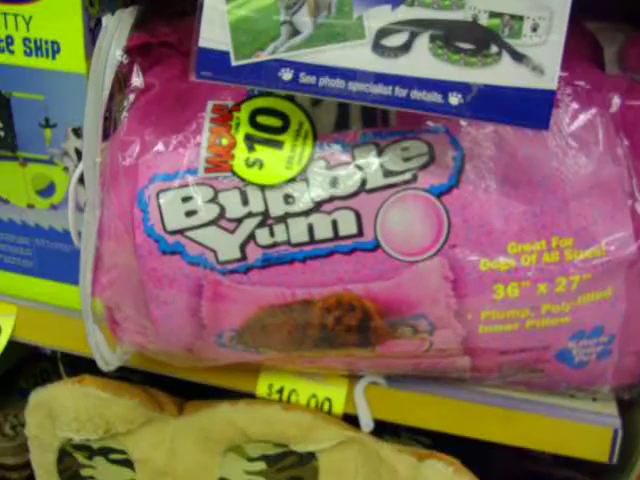 TTY
te SHIP
See photo specialist for details.
WOW!
$10
Bubble
Yum
Great For
Dogs Of All Sizes!
36" x 27"
• Plump, Poly-filled
Inner Pillow
$10.00